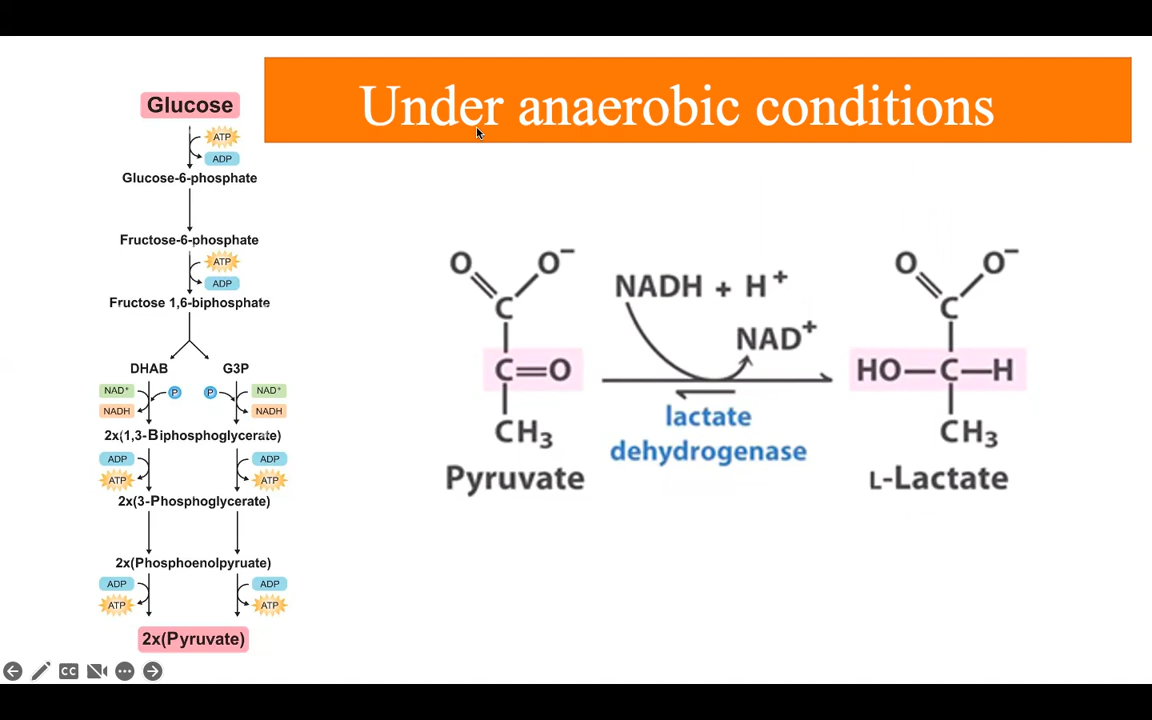 Under anaerobic conditions
Glucose
ATP
ADP
Glucose-6-phosphate
Fructose-6-phosphate
ATP
ADP
Fructose 1,6-biphosphate
DHAB G3P
NAD⁺ P P NAD⁺
NADH NADH
2x(1,3-Biphosphoglycerate)
ADP ADP
ATP ATP
2x(3-Phosphoglycerate)
2x(Phosphoenolpyruate)
ADP ADP
ATP ATP
2x(Pyruvate)
O O⁻
C
C=O
CH₃
Pyruvate
NADH + H⁺
NAD⁺
lactate
dehydrogenase
O O⁻
C
HO—C—H
CH₃
L-Lactate
CC